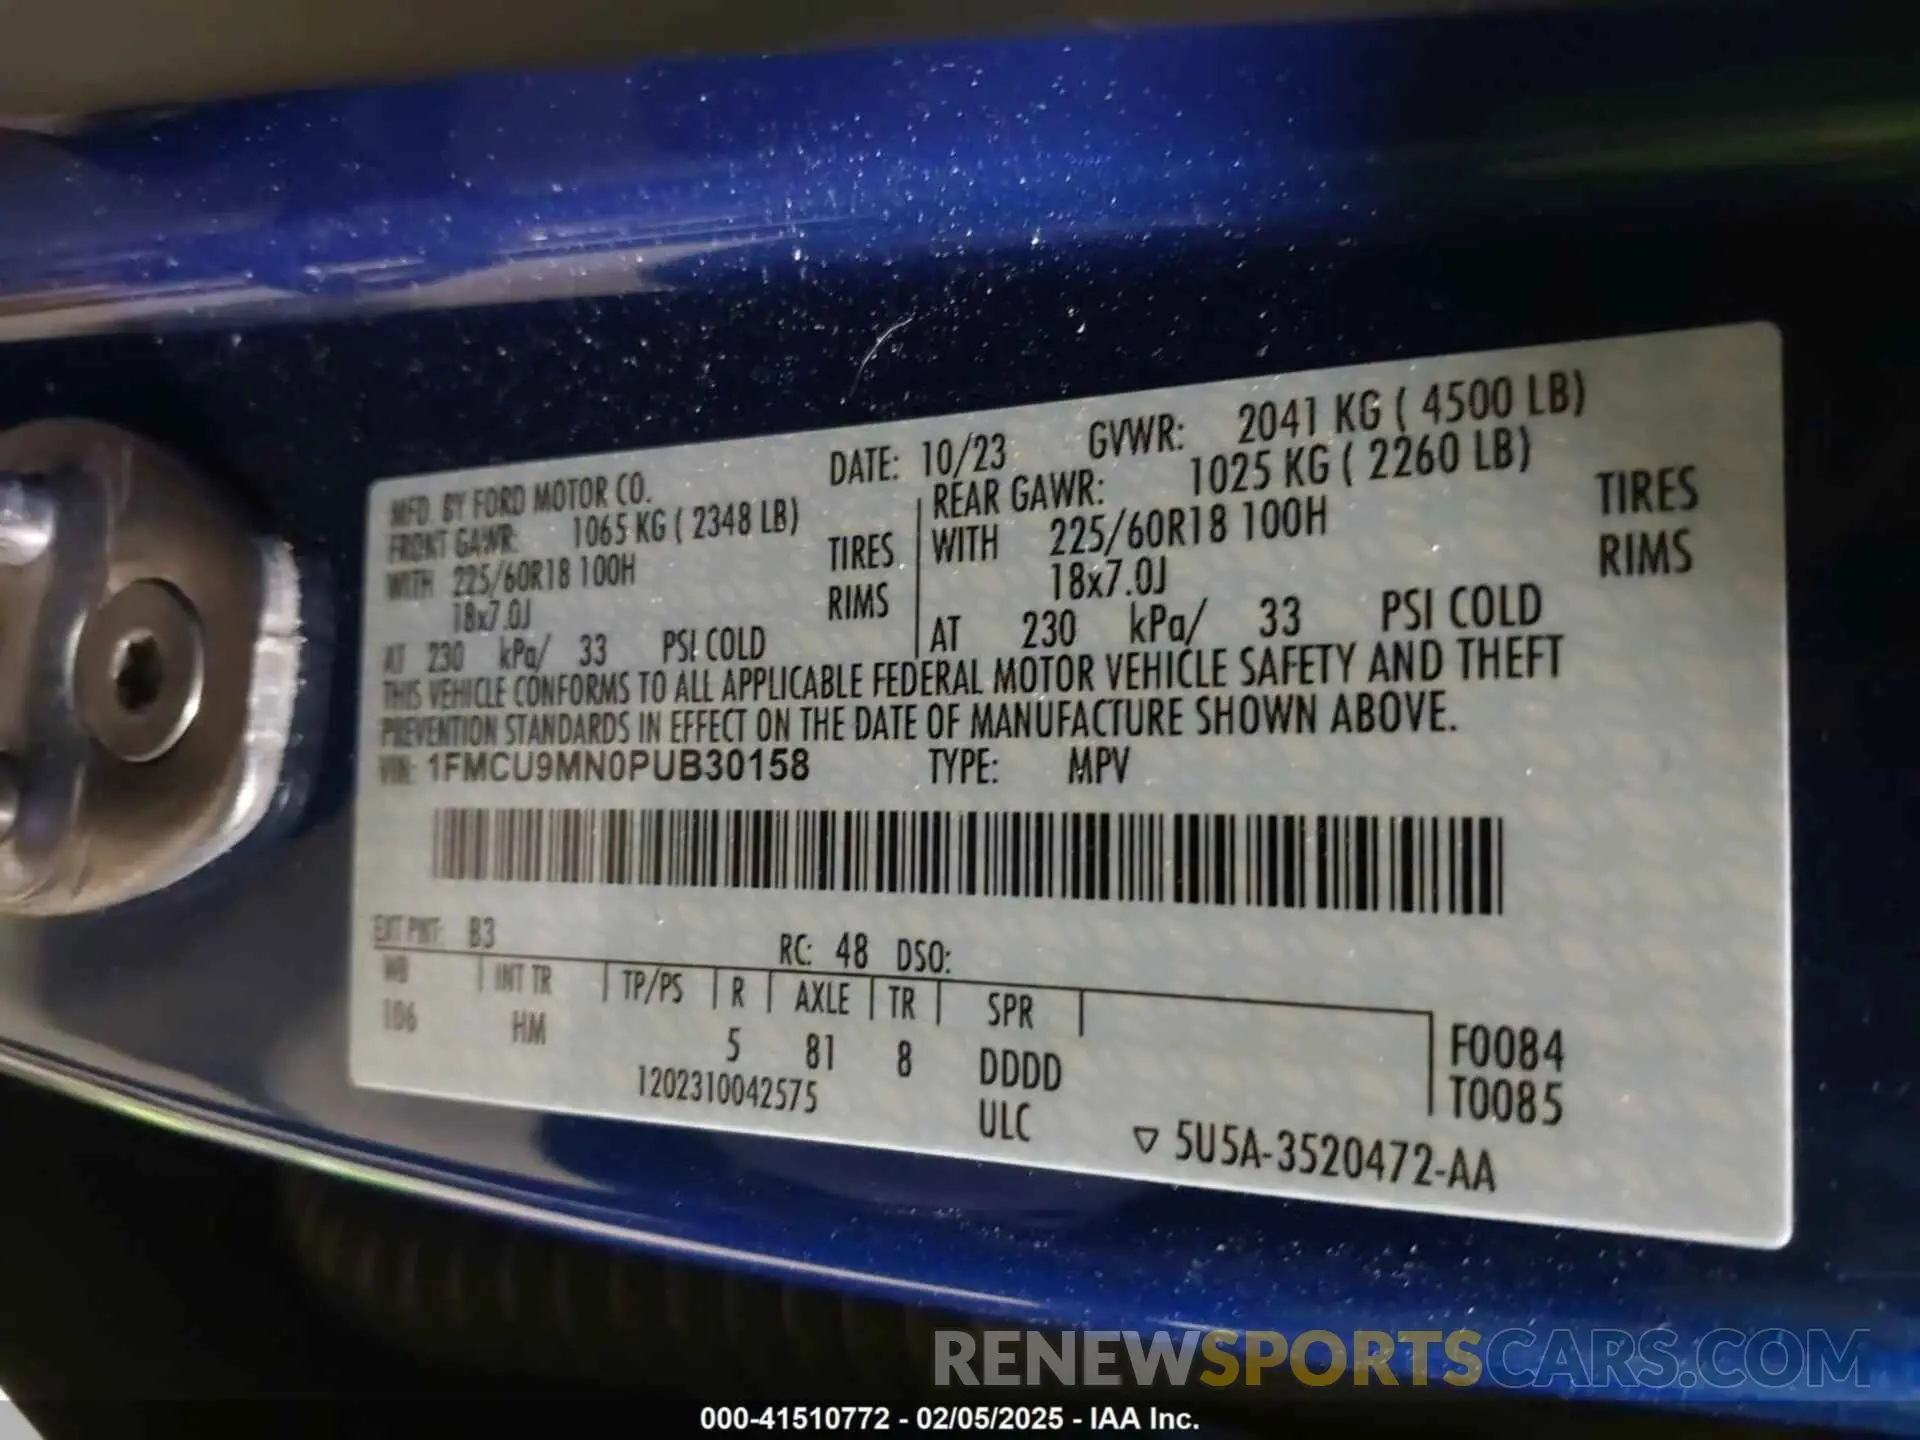 MFD. BY FORD MOTOR CO. DATE: 10/23 GVWR: 2041 KG ( 4500 LB)
FRONT GAWR: 1065 KG ( 2348 LB) REAR GAWR: 1025 KG ( 2260 LB)
WITH 225/60R18 100H TIRES WITH 225/60R18 100H TIRES
18x7.0J RIMS 18x7.0J RIMS
AT 230 kPa/ 33 PSI COLD AT 230 kPa/ 33 PSI COLD
THIS VEHICLE CONFORMS TO ALL APPLICABLE FEDERAL MOTOR VEHICLE SAFETY AND THEFT
PREVENTION STANDARDS IN EFFECT ON THE DATE OF MANUFACTURE SHOWN ABOVE.
VIN: 1FMCU9MN0PUB30158 TYPE: MPV
EXT PNT: B3 RC: 48 DSO:
WB INT TR TP/PS R AXLE TR SPR
106 HM 5 81 8 DDDD F0084
1202310042575 ULC T0085
▽ 5U5A-3520472-AA
RENEWSPORTSCARS.COM
000-41510772 - 02/05/2025 - IAA Inc.